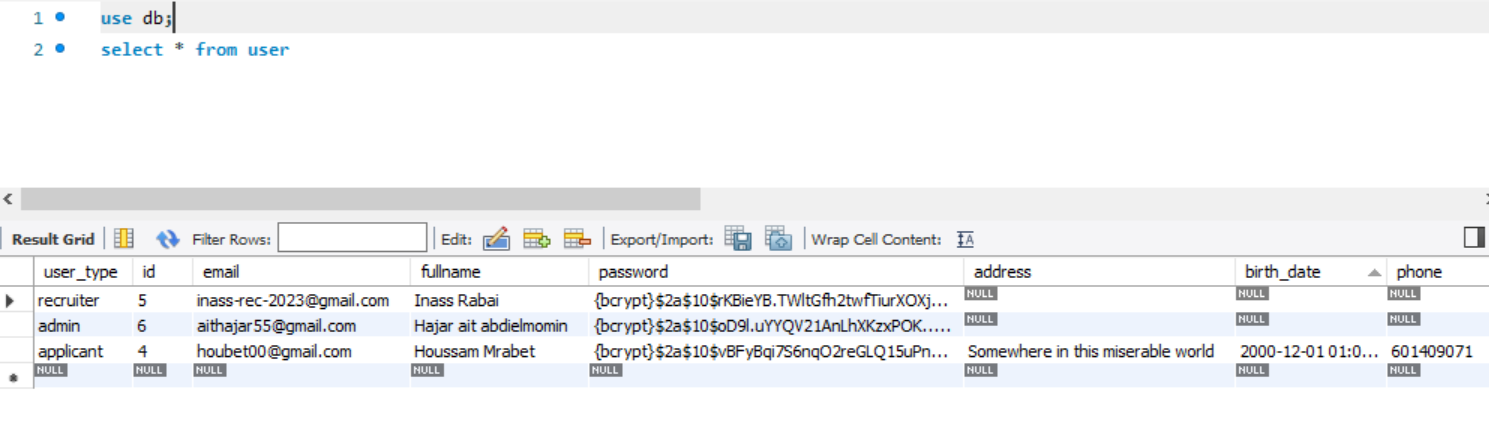 1 use db;
2 select * from user
Result Grid Filter Rows: Edit: Export/Import: Wrap Cell Content: IA
user_type id email fullname password address birth_date phone
recruiter 5 inass-rec-2023@gmail.com Inass Rabai {bcrypt}$2a$10$rKBieYB.TWltGfh2twfTiurXOXj... NULL NULL NULL
admin 6 aithajar55@gmail.com Hajar ait abdielmomin {bcrypt}$2a$10$oD9l.uYYQV21AnLhXKzxPOK..... NULL NULL NULL
applicant 4 houbet00@gmail.com Houssam Mrabet {bcrypt}$2a$10$vBFyBqi7S6nqO2reGLQ15uPn... Somewhere in this miserable world 2000-12-01 01:0... 601409071
NULL NULL NULL NULL NULL NULL NULL NULL